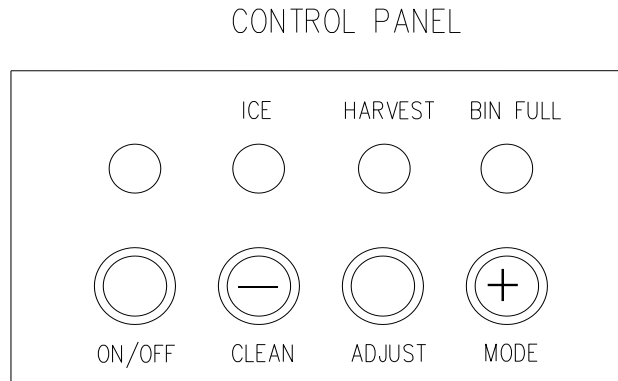 CONTROL PANEL
ICE HARVEST BIN FULL
− +
ON/OFF CLEAN ADJUST MODE